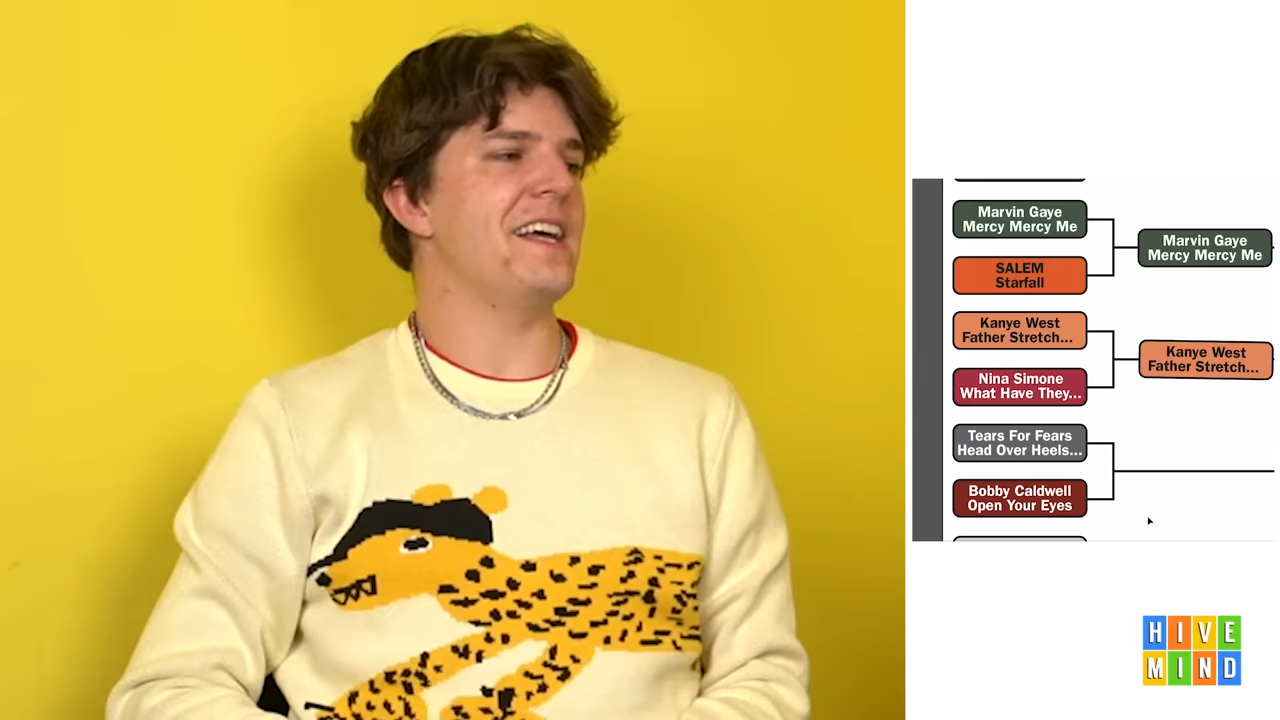 Marvin Gaye
Mercy Mercy Me
SALEM
Starfall
Marvin Gaye
Mercy Mercy Me
Kanye West
Father Stretch...
Nina Simone
What Have They...
Kanye West
Father Stretch...
Tears For Fears
Head Over Heels...
Bobby Caldwell
Open Your Eyes
HIVE
MIND